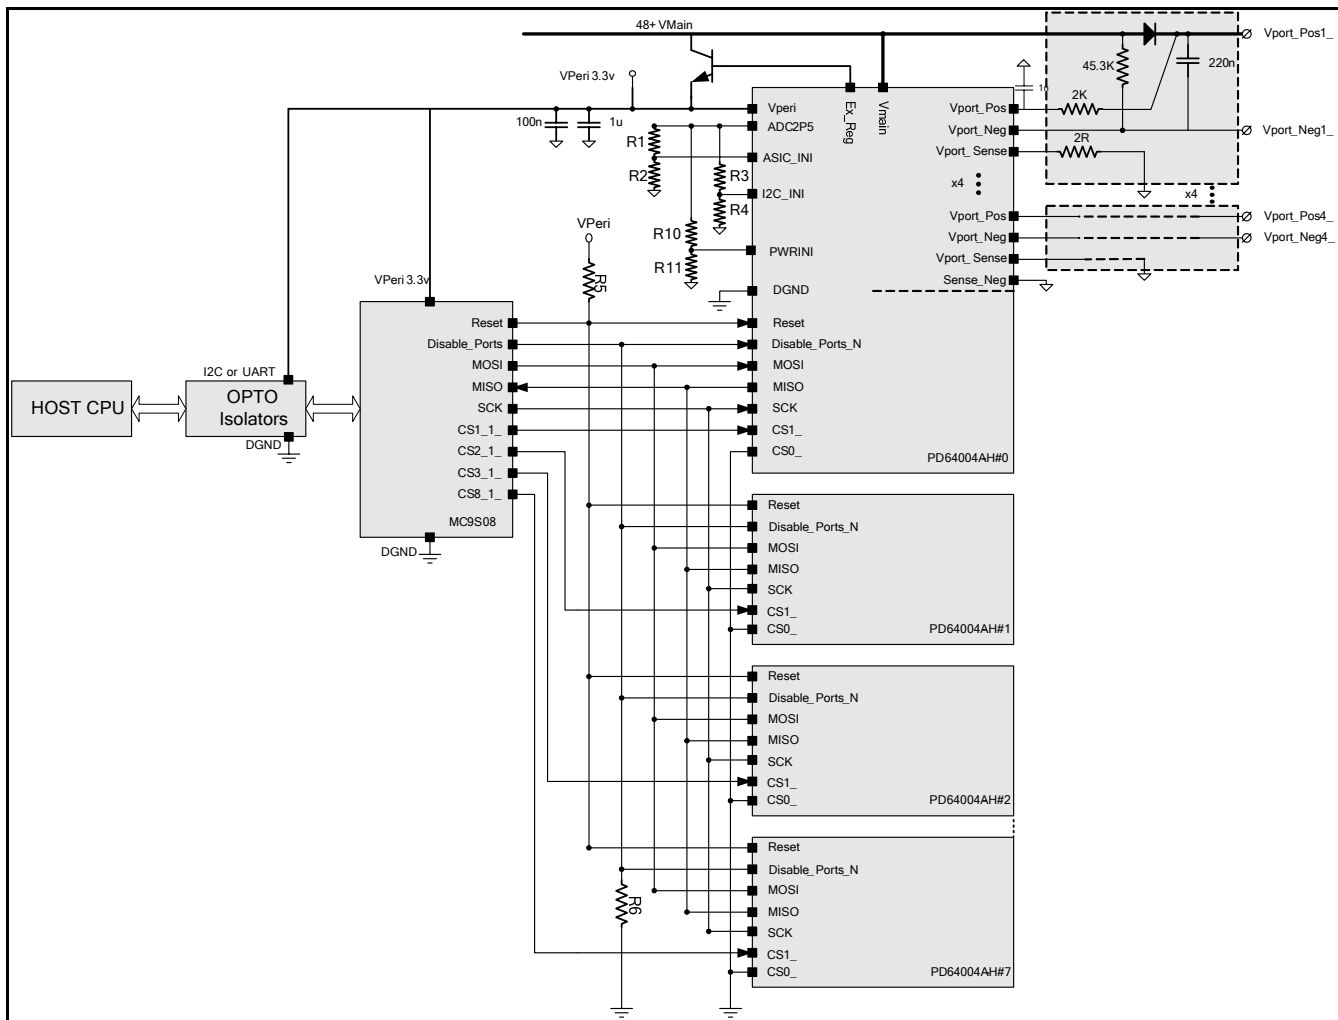 48+ VMain
Vport_Pos1_
VPeri 3.3v
45.3K
220n
2K
1n
100n
1u
Vperi
Ex_Reg
Vmain
Vport_Pos
ADC2P5
Vport_Neg
Vport_Neg1_
R1
2R
Vport_Sense
ASIC_INI
R2
R3
x4
I2C_INI
x4
R4
Vport_Pos
Vport_Pos4_
VPeri
R10
Vport_Neg
Vport_Neg4_
PWRINI
Vport_Sense
R11
VPeri 3.3v
R5
Sense_Neg
DGND
Reset
Reset
Disable_Ports
Disable_Ports_N
MOSI
MOSI
I2C or UART
MISO
MISO
HOST CPU
OPTO
Isolators
SCK
SCK
CS1_1_
CS1_
DGND
CS2_1_
CS0_
PD64004AH#0
CS3_1_
CS8_1_
Reset
MC9S08
Disable_Ports_N
DGND
MOSI
MISO
SCK
CS1_
CS0_
PD64004AH#1
Reset
Disable_Ports_N
MOSI
MISO
SCK
CS1_
CS0_
PD64004AH#2
Reset
Disable_Ports_N
MOSI
R6
MISO
SCK
CS1_
CS0_
PD64004AH#7